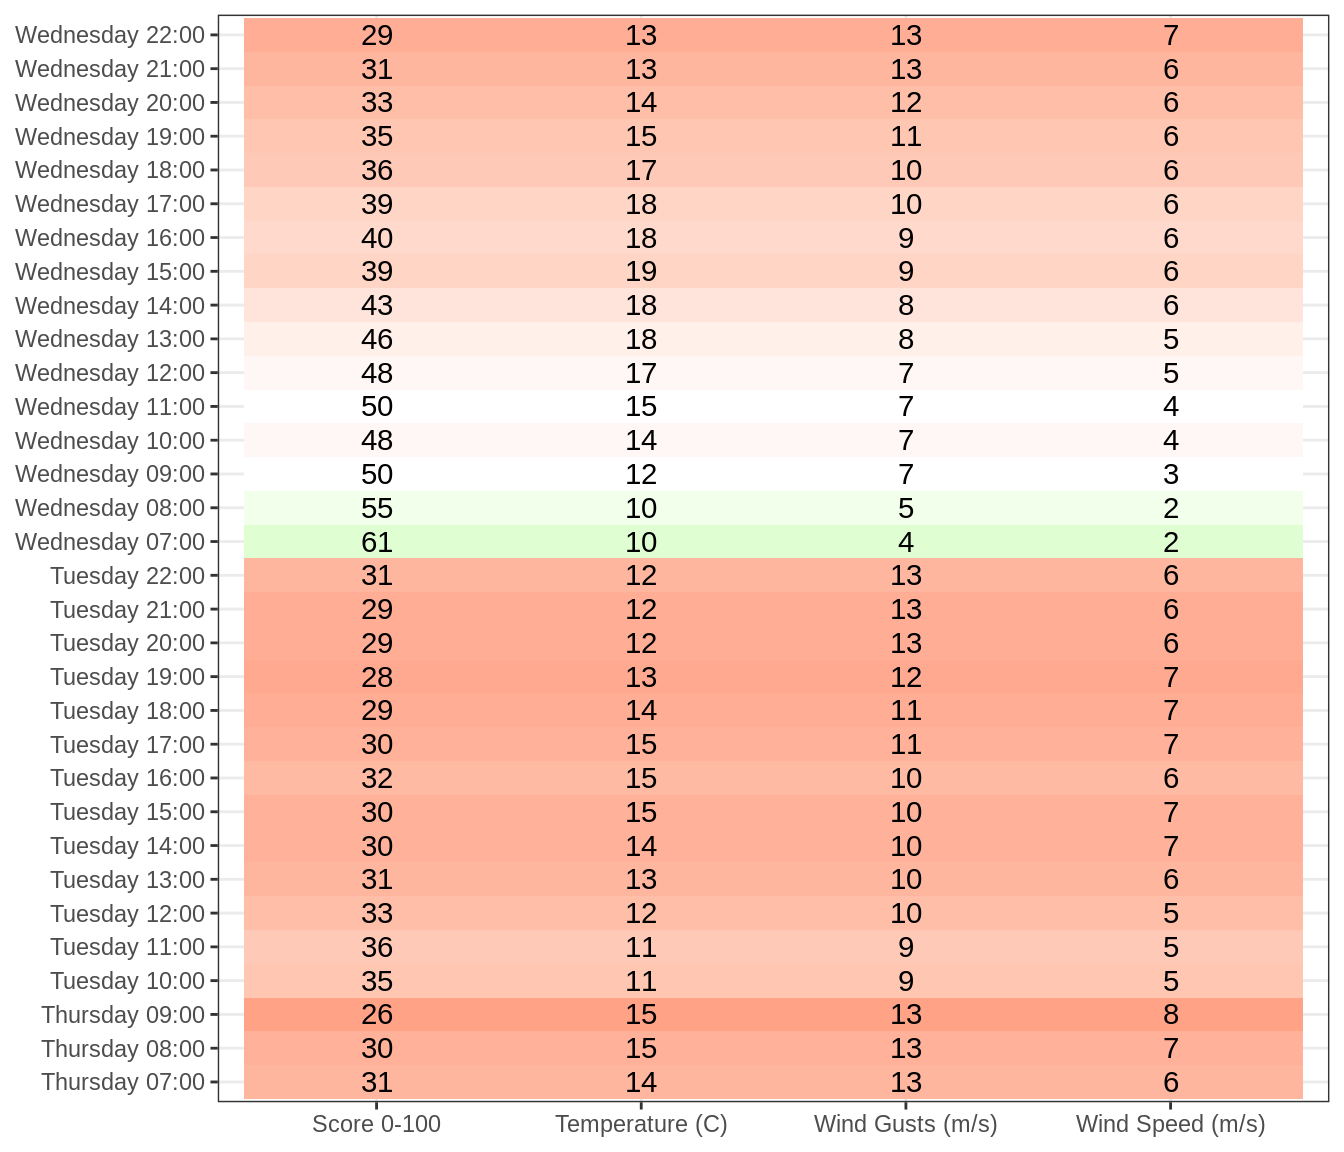 Wednesday 22:00 29 13 13 7
Wednesday 21:00 31 13 13 6
Wednesday 20:00 33 14 12 6
Wednesday 19:00 35 15 11 6
Wednesday 18:00 36 17 10 6
Wednesday 17:00 39 18 10 6
Wednesday 16:00 40 18 9 6
Wednesday 15:00 39 19 9 6
Wednesday 14:00 43 18 8 6
Wednesday 13:00 46 18 8 5
Wednesday 12:00 48 17 7 5
Wednesday 11:00 50 15 7 4
Wednesday 10:00 48 14 7 4
Wednesday 09:00 50 12 7 3
Wednesday 08:00 55 10 5 2
Wednesday 07:00 61 10 4 2
Tuesday 22:00 31 12 13 6
Tuesday 21:00 29 12 13 6
Tuesday 20:00 29 12 13 6
Tuesday 19:00 28 13 12 7
Tuesday 18:00 29 14 11 7
Tuesday 17:00 30 15 11 7
Tuesday 16:00 32 15 10 6
Tuesday 15:00 30 15 10 7
Tuesday 14:00 30 14 10 7
Tuesday 13:00 31 13 10 6
Tuesday 12:00 33 12 10 5
Tuesday 11:00 36 11 9 5
Tuesday 10:00 35 11 9 5
Thursday 09:00 26 15 13 8
Thursday 08:00 30 15 13 7
Thursday 07:00 31 14 13 6
Score 0-100 Temperature (C) Wind Gusts (m/s) Wind Speed (m/s)